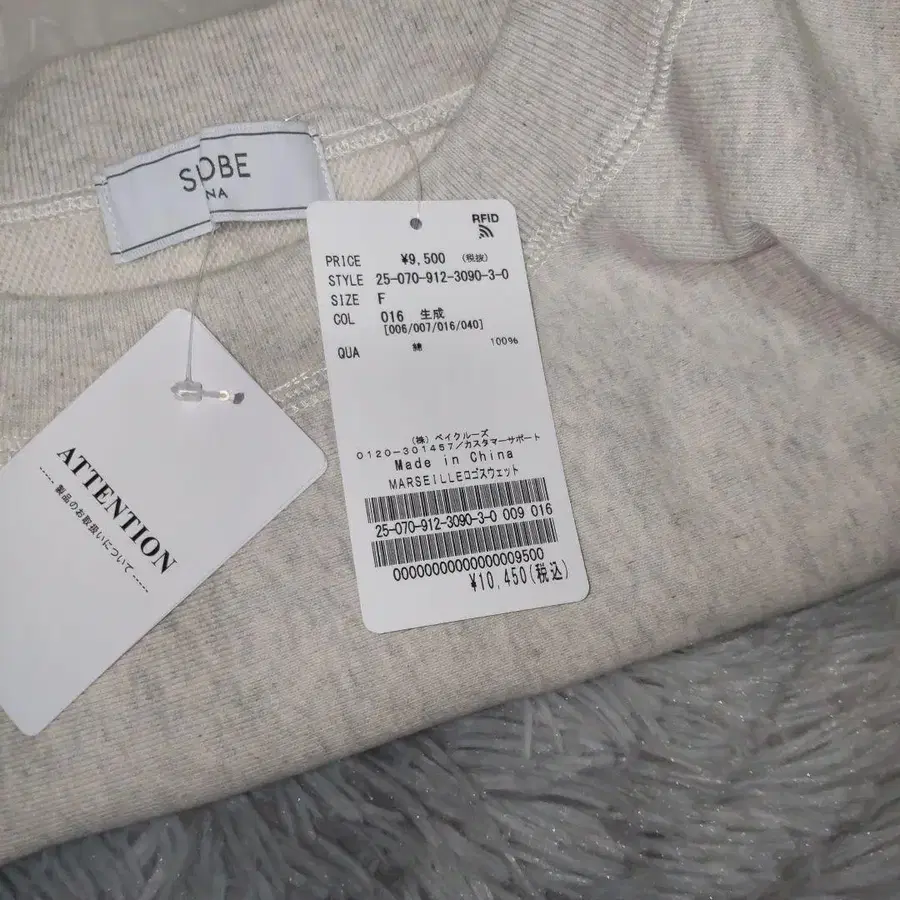 SLOBE
NA
RFID
PRICE ¥9,500 (税抜)
STYLE 25-070-912-3090-3-0
SIZE F
COL 016 生成
[006/007/016/040]
QUA 綿 100%
(株) ベイクルーズ
0120-301457/カスタマーサポート
Made in China
MARSEILLEロゴスウェット
25-070-912-3090-3-0 009 016
00000000000000009500
¥10,450(税込)
ATTENTION
----- 製品のお取扱いについて -----